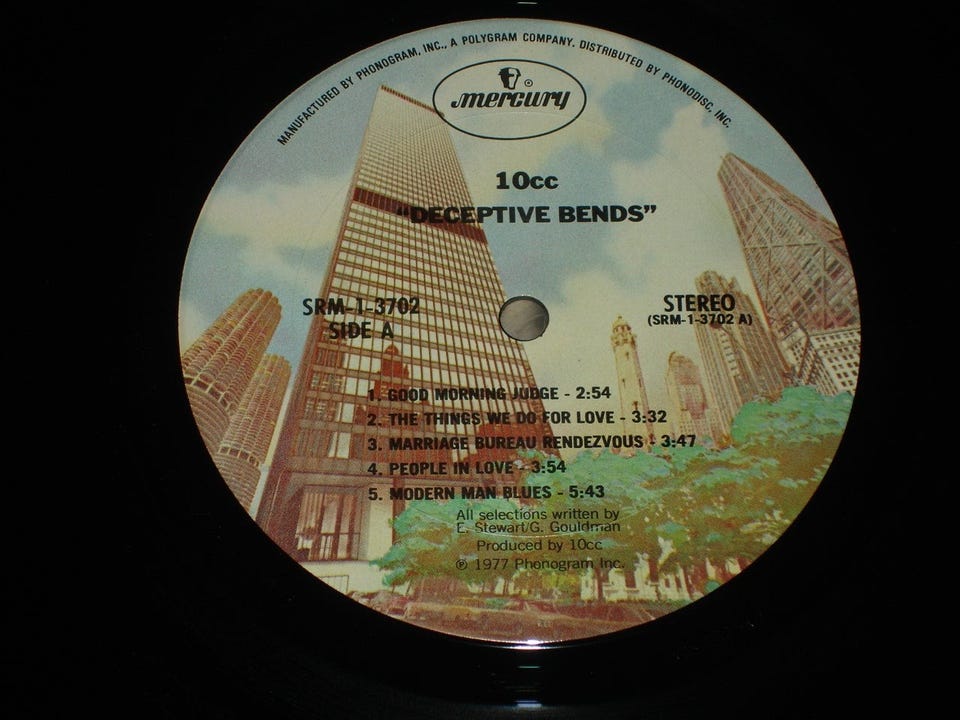 MANUFACTURED BY PHONOGRAM, INC., A POLYGRAM COMPANY. DISTRIBUTED BY PHONODISC, INC.
mercury ®
10cc
"DECEPTIVE BENDS"
SRM-1-3702
SIDE A
STEREO
(SRM-1-3702 A)
1. GOOD MORNING JUDGE - 2:54
2. THE THINGS WE DO FOR LOVE - 3:32
3. MARRIAGE BUREAU RENDEZVOUS - 3:47
4. PEOPLE IN LOVE - 3:54
5. MODERN MAN BLUES - 5:43
All selections written by
E. Stewart/G. Gouldman
Produced by 10cc
℗ 1977 Phonogram Inc.